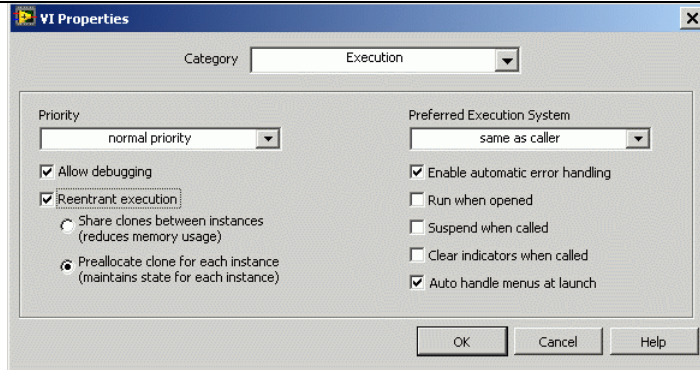 VI Properties
Category
Execution
Priority
normal priority
Allow debugging
Reentrant execution
Share clones between instances
(reduces memory usage)
Preallocate clone for each instance
(maintains state for each instance)
Preferred Execution System
same as caller
Enable automatic error handling
Run when opened
Suspend when called
Clear indicators when called
Auto handle menus at launch
OK
Cancel
Help